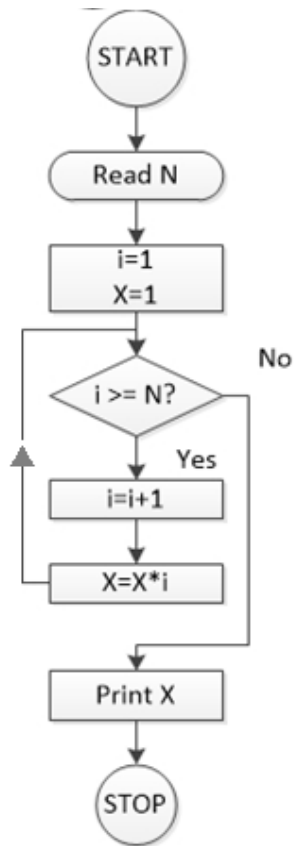 START
Read N
i=1
X=1
No
i >= N?
Yes
i=i+1
X=X*i
Print X
STOP